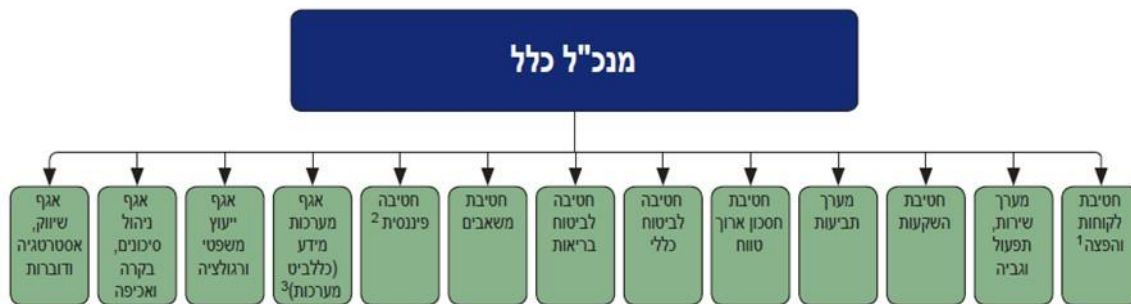 מנכ"ל כלל
חטיבת
לקוחות
והפצה¹
מערך
שירות,
תפעול
וגביה
חטיבת
השקעות
מערך
תביעות
חטיבת
חסכון ארוך
טווח
חטיבה
לביטוח
כללי
חטיבה
לביטוח
בריאות
חטיבת
משאבים
חטיבה
פיננסית ²
אגף
מערכות
מידע
(כללביט
מערכות)³
אגף
ייעוץ
משפטי
ורגולציה
אגף
ניהול
סיכונים,
בקרה
ואכיפה
אגף
שיווק,
אסטרטגיה
ודוברות